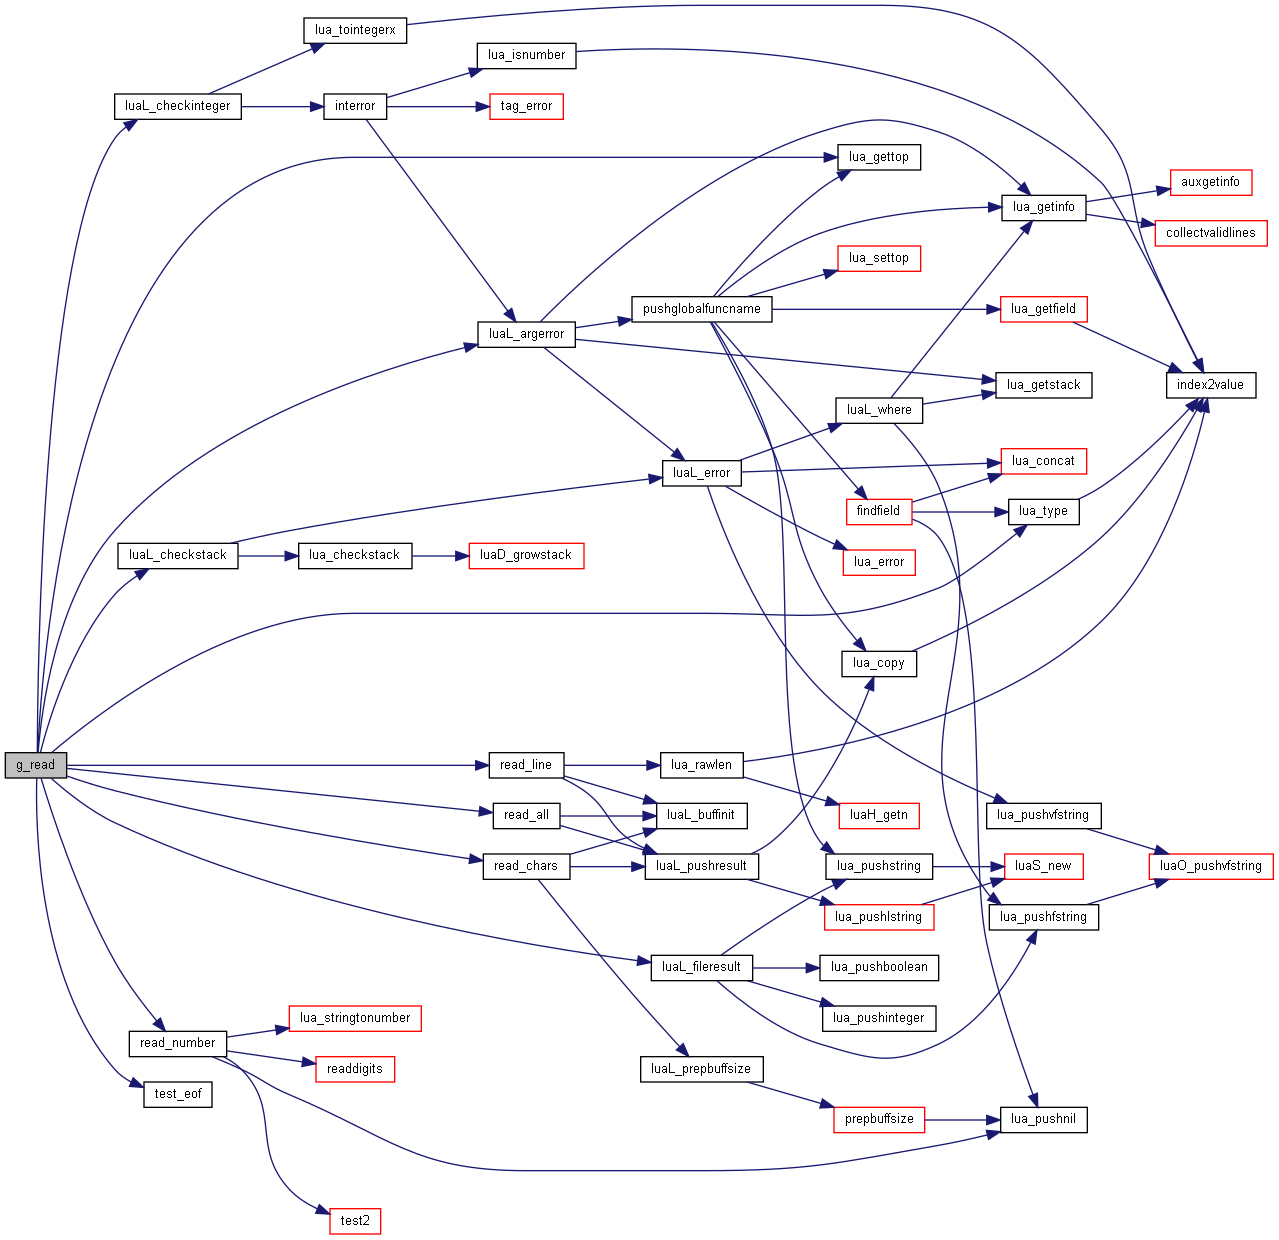 lua_tointegerx
lua_isnumber
luaL_checkinteger
interror
tag_error
lua_gettop
auxgetinfo
lua_getinfo
collectvalidlines
lua_settop
pushglobalfuncname
lua_getfield
luaL_argerror
lua_getstack
index2value
luaL_where
lua_concat
luaL_error
findfield
lua_type
luaL_checkstack
lua_checkstack
luaD_growstack
lua_error
lua_copy
g_read
read_line
lua_rawlen
read_all
luaL_buffinit
luaH_getn
lua_pushvfstring
read_chars
luaL_pushresult
lua_pushstring
luaS_new
luaO_pushvfstring
lua_pushlstring
lua_pushfstring
luaL_fileresult
lua_pushboolean
lua_stringtonumber
lua_pushinteger
read_number
readdigits
luaL_prepbuffsize
test_eof
prepbuffsize
lua_pushnil
test2